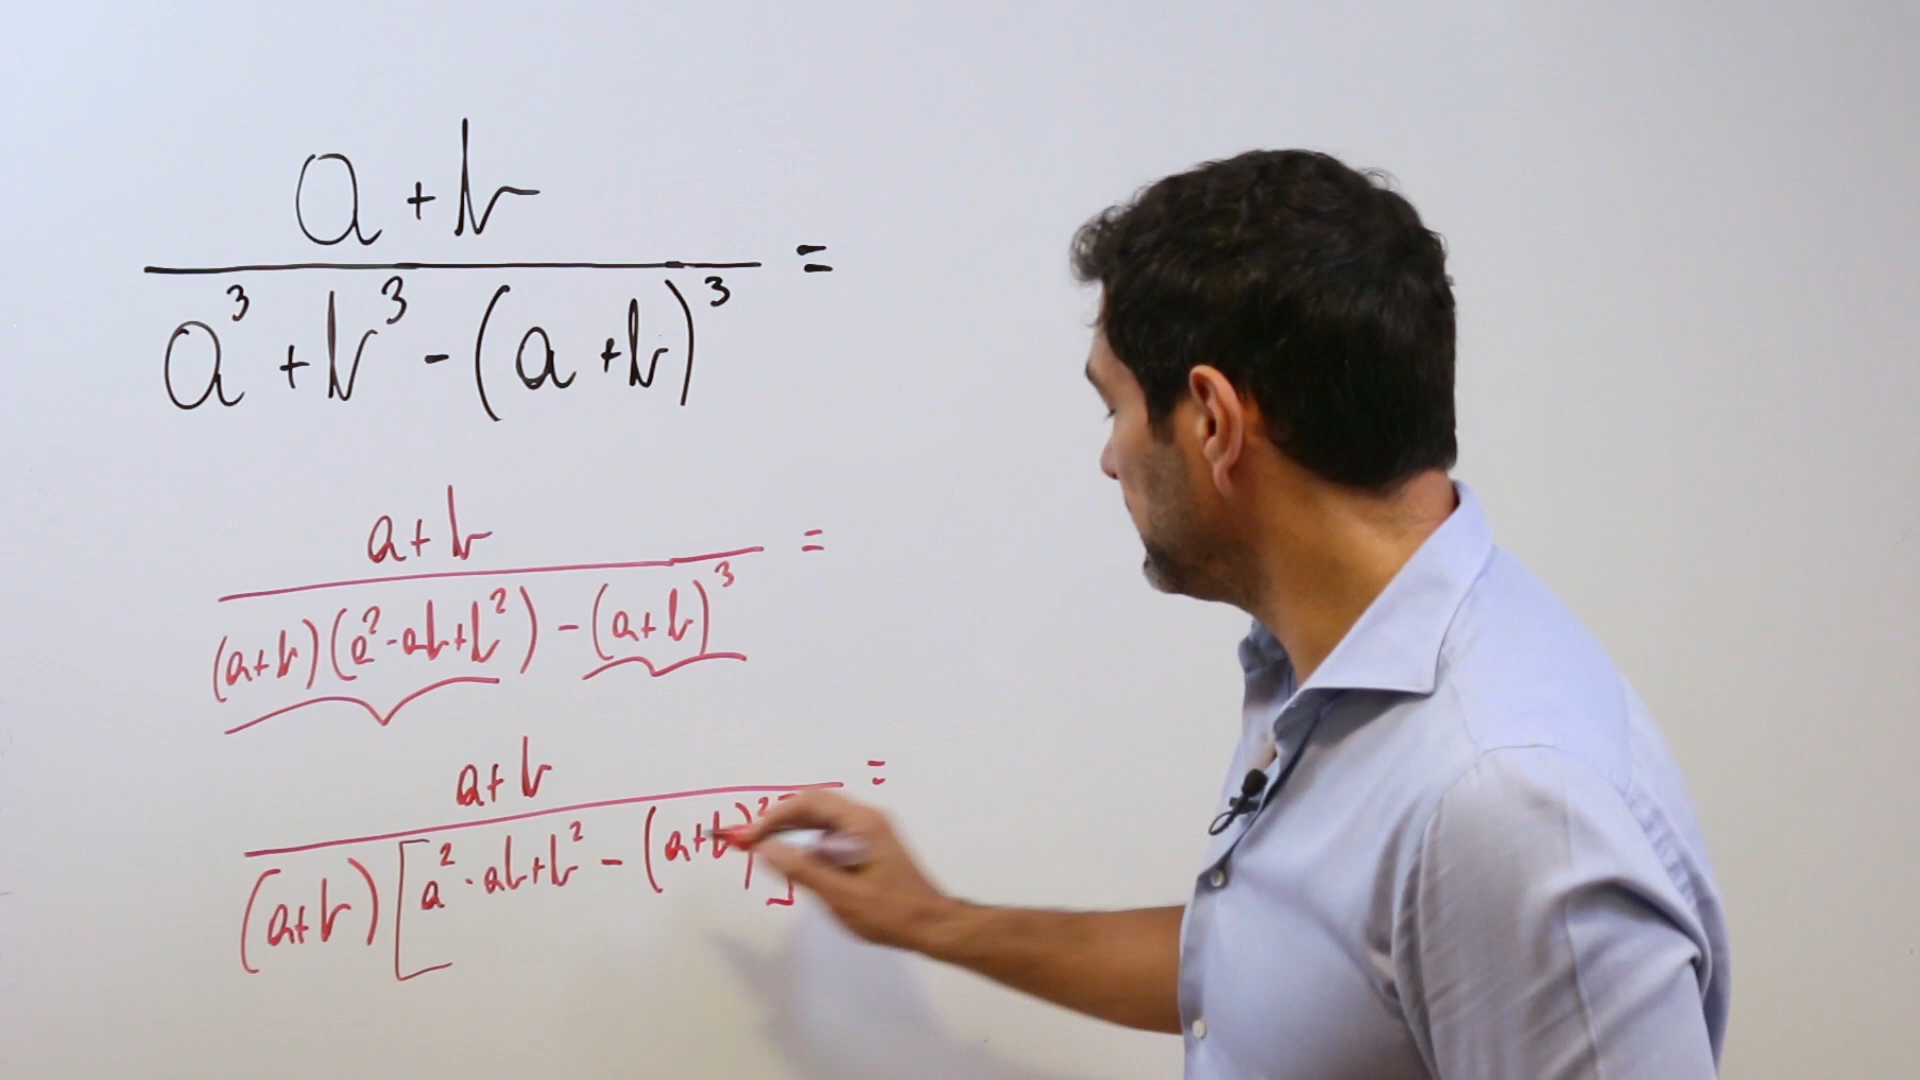 a+b
a³+b³-(a+b)³ =
a+b
(a+b)(a²-ab+b²)-(a+b)³ =
a+b
(a+b)[a²-ab+b²-(a+b)²] =